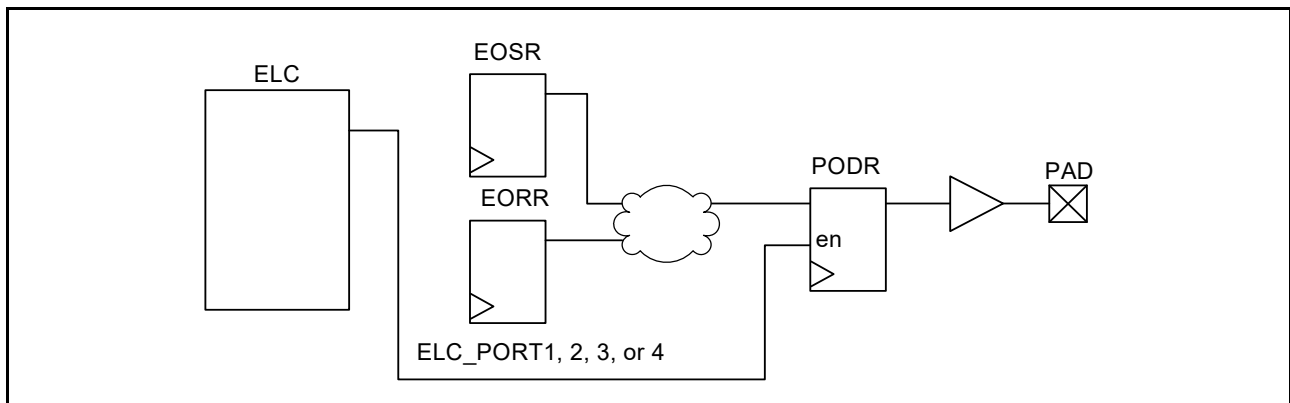 EOSR
ELC
PODR
PAD
EORR
en
ELC_PORT1, 2, 3, or 4